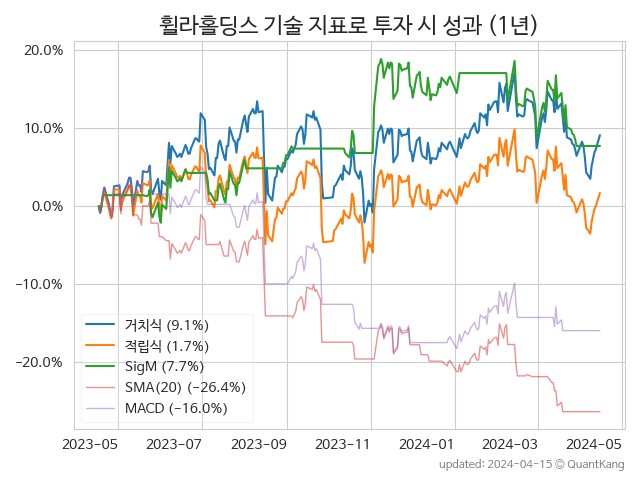 휠라홀딩스 기술 지표로 투자 시 성과 (1년)
20.0%
10.0%
0.0%
−10.0%
−20.0%
거치식 (9.1%)
적립식 (1.7%)
SigM (7.7%)
SMA(20) (−26.4%)
MACD (−16.0%)
2023-05 2023-07 2023-09 2023-11 2024-01 2024-03 2024-05
updated: 2024-04-15 © QuantKang